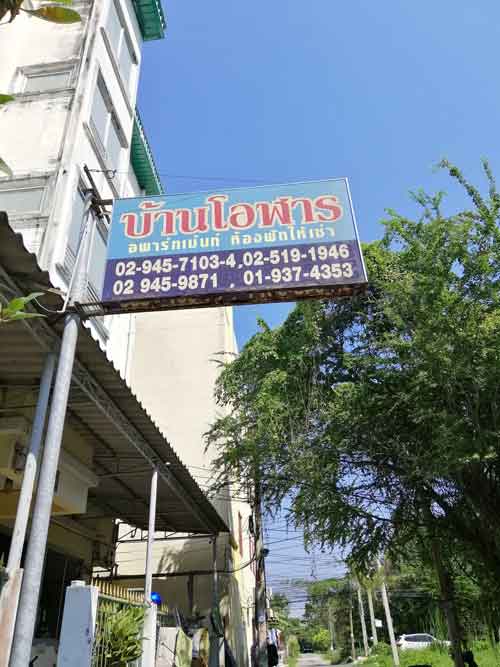 บ้านโอฬาร
อพาร์ทเม้นท์ ห้องพักให้เช่า
02-945-7103-4,02-519-1946
02 945-9871 , 01-937-4353